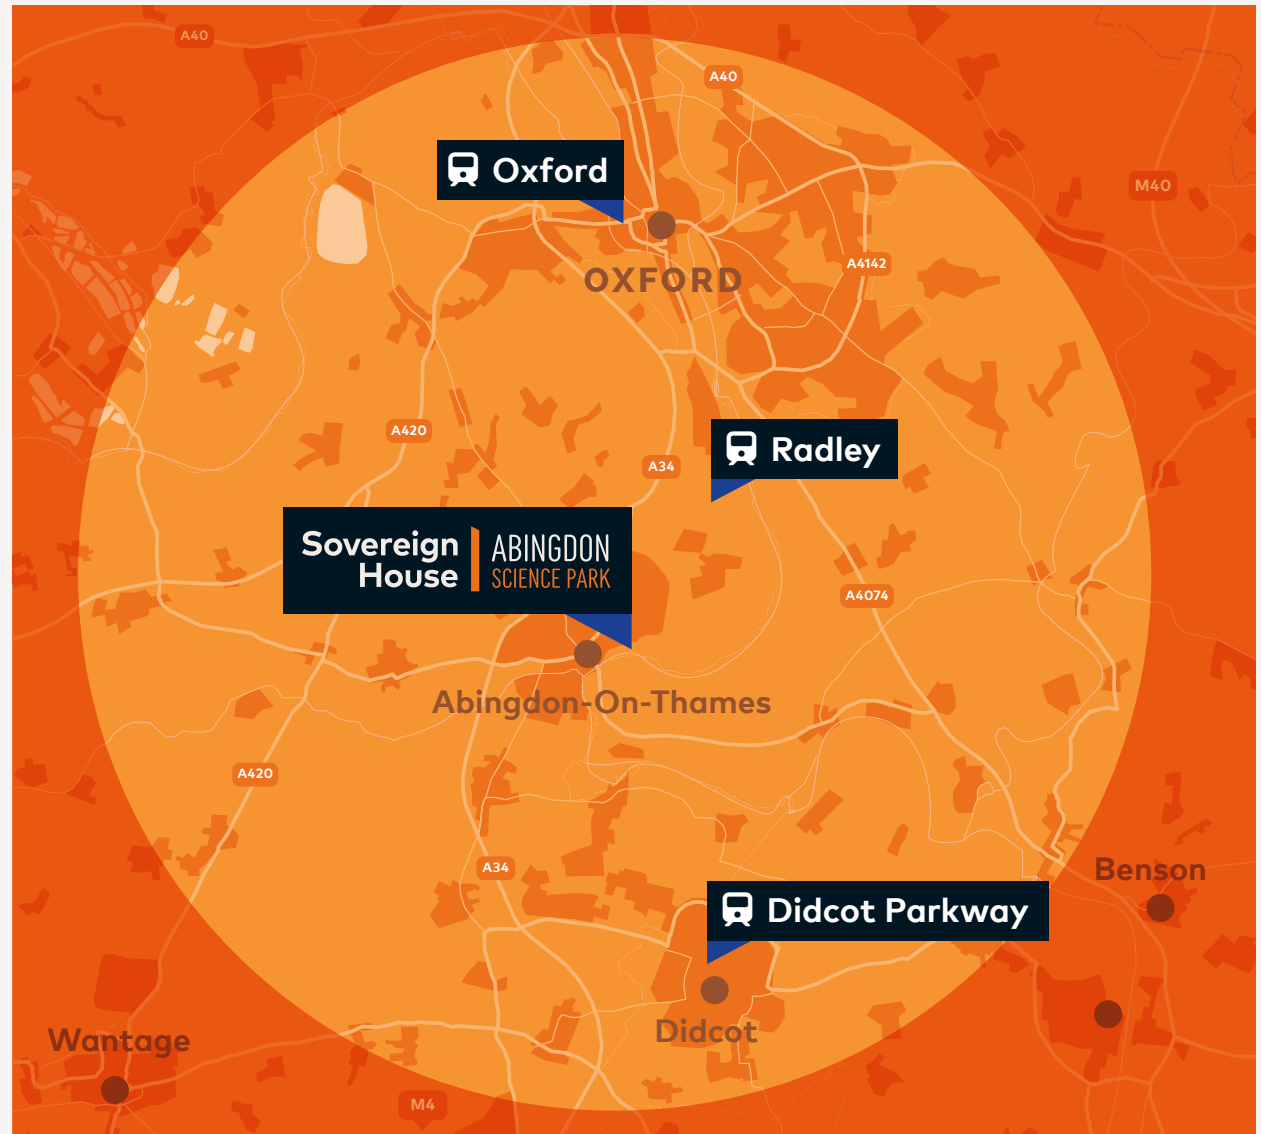 A40
A40
Oxford
M40
OXFORD
A4142
A420
Radley
A34
Sovereign
House
ABINGDON
SCIENCE PARK
A4074
Abingdon-On-Thames
A420
A34
Benson
Didcot Parkway
Didcot
Wantage
M4